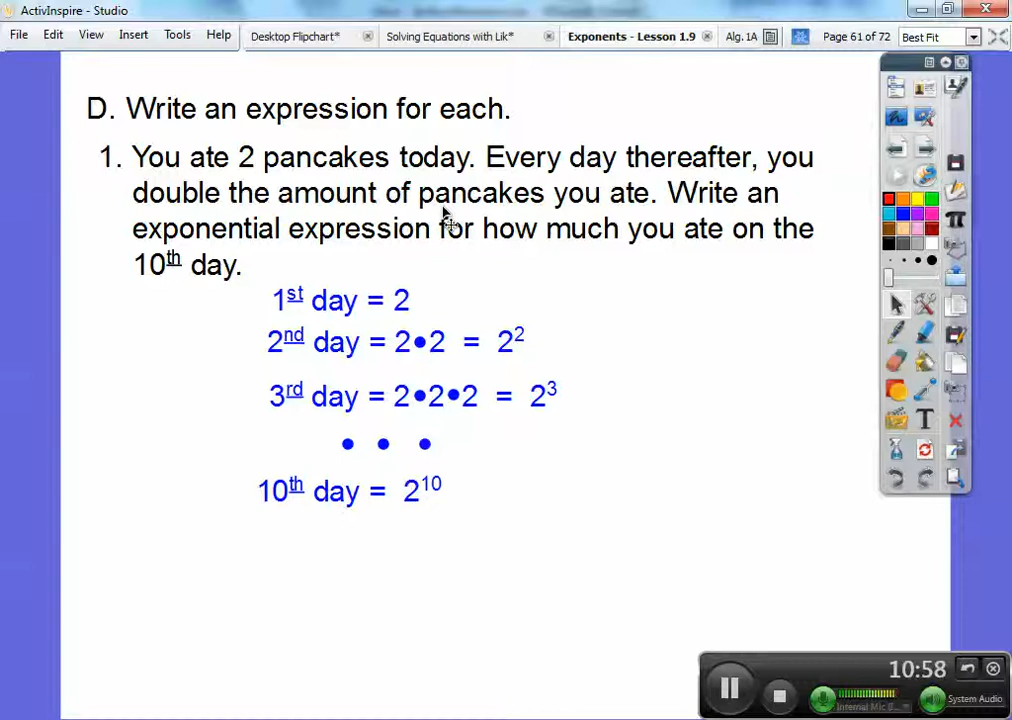 ActivInspire - Studio
File Edit View Insert Tools Help Desktop Flipchart* Solving Equations with Lik* Exponents - Lesson 1.9 Alg. 1A Page 61 of 72 Best Fit
D. Write an expression for each.
1. You ate 2 pancakes today. Every day thereafter, you
double the amount of pancakes you ate. Write an
exponential expression for how much you ate on the
10th day.
1st day = 2
2nd day = 2•2 = 2²
3rd day = 2•2•2 = 2³
• • •
10th day = 2¹⁰
10:58
System Audio